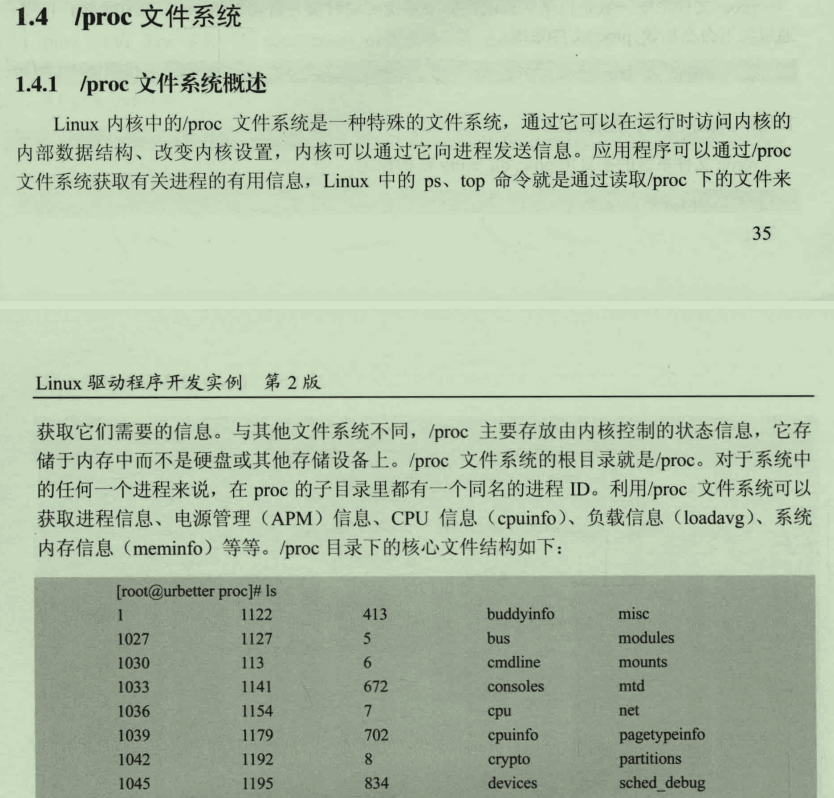 1.4 /proc 文件系统
1.4.1 /proc 文件系统概述
Linux 内核中的/proc 文件系统是一种特殊的文件系统，通过它可以在运行时访问内核的
内部数据结构、改变内核设置，内核可以通过它向进程发送信息。应用程序可以通过/proc
文件系统获取有关进程的有用信息，Linux 中的 ps、top 命令就是通过读取/proc 下的文件来
35
Linux 驱动程序开发实例 第 2 版
获取它们需要的信息。与其他文件系统不同，/proc 主要存放由内核控制的状态信息，它存
储于内存中而不是硬盘或其他存储设备上。/proc 文件系统的根目录就是/proc。对于系统中
的任何一个进程来说，在 proc 的子目录里都有一个同名的进程 ID。利用/proc 文件系统可以
获取进程信息、电源管理（APM）信息、CPU 信息（cpuinfo）、负载信息（loadavg）、系统
内存信息（meminfo）等等。/proc 目录下的核心文件结构如下：
[root@urbetter proc]# ls
1 1122 413 buddyinfo misc
1027 1127 5 bus modules
1030 113 6 cmdline mounts
1033 1141 672 consoles mtd
1036 1154 7 cpu net
1039 1179 702 cpuinfo pagetypeinfo
1042 1192 8 crypto partitions
1045 1195 834 devices sched_debug